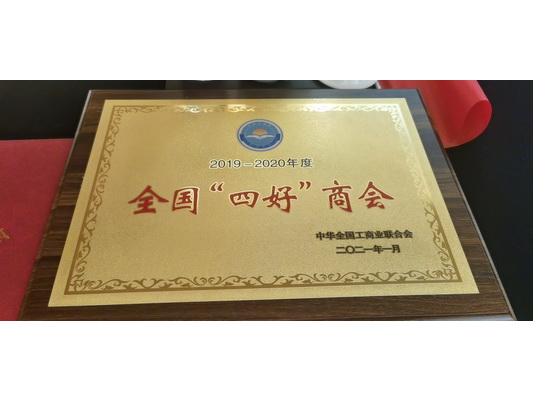 2019-2020年度
全国“四好”商会
中华全国工商业联合会
二〇二一年一月